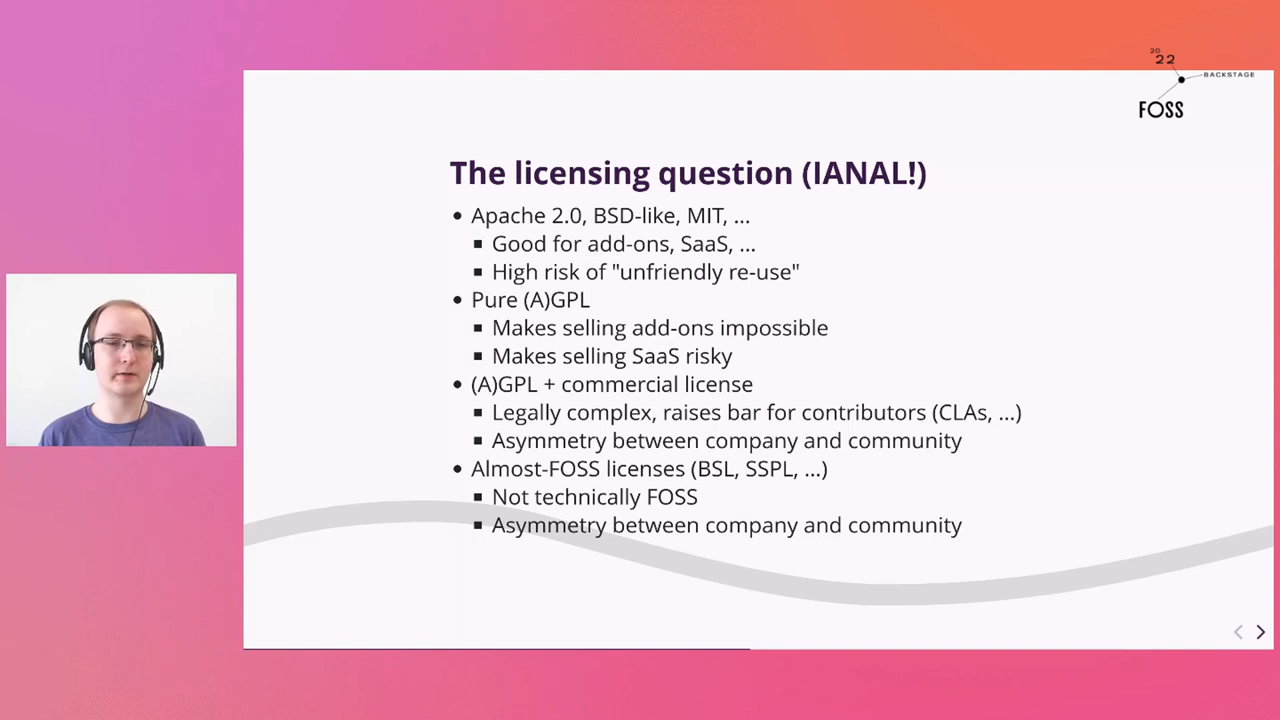 20
22
BACKSTAGE
FOSS
The licensing question (IANAL!)
• Apache 2.0, BSD-like, MIT, ...
▪ Good for add-ons, SaaS, ...
▪ High risk of "unfriendly re-use"
• Pure (A)GPL
▪ Makes selling add-ons impossible
▪ Makes selling SaaS risky
• (A)GPL + commercial license
▪ Legally complex, raises bar for contributors (CLAs, ...)
▪ Asymmetry between company and community
• Almost-FOSS licenses (BSL, SSPL, ...)
▪ Not technically FOSS
▪ Asymmetry between company and community